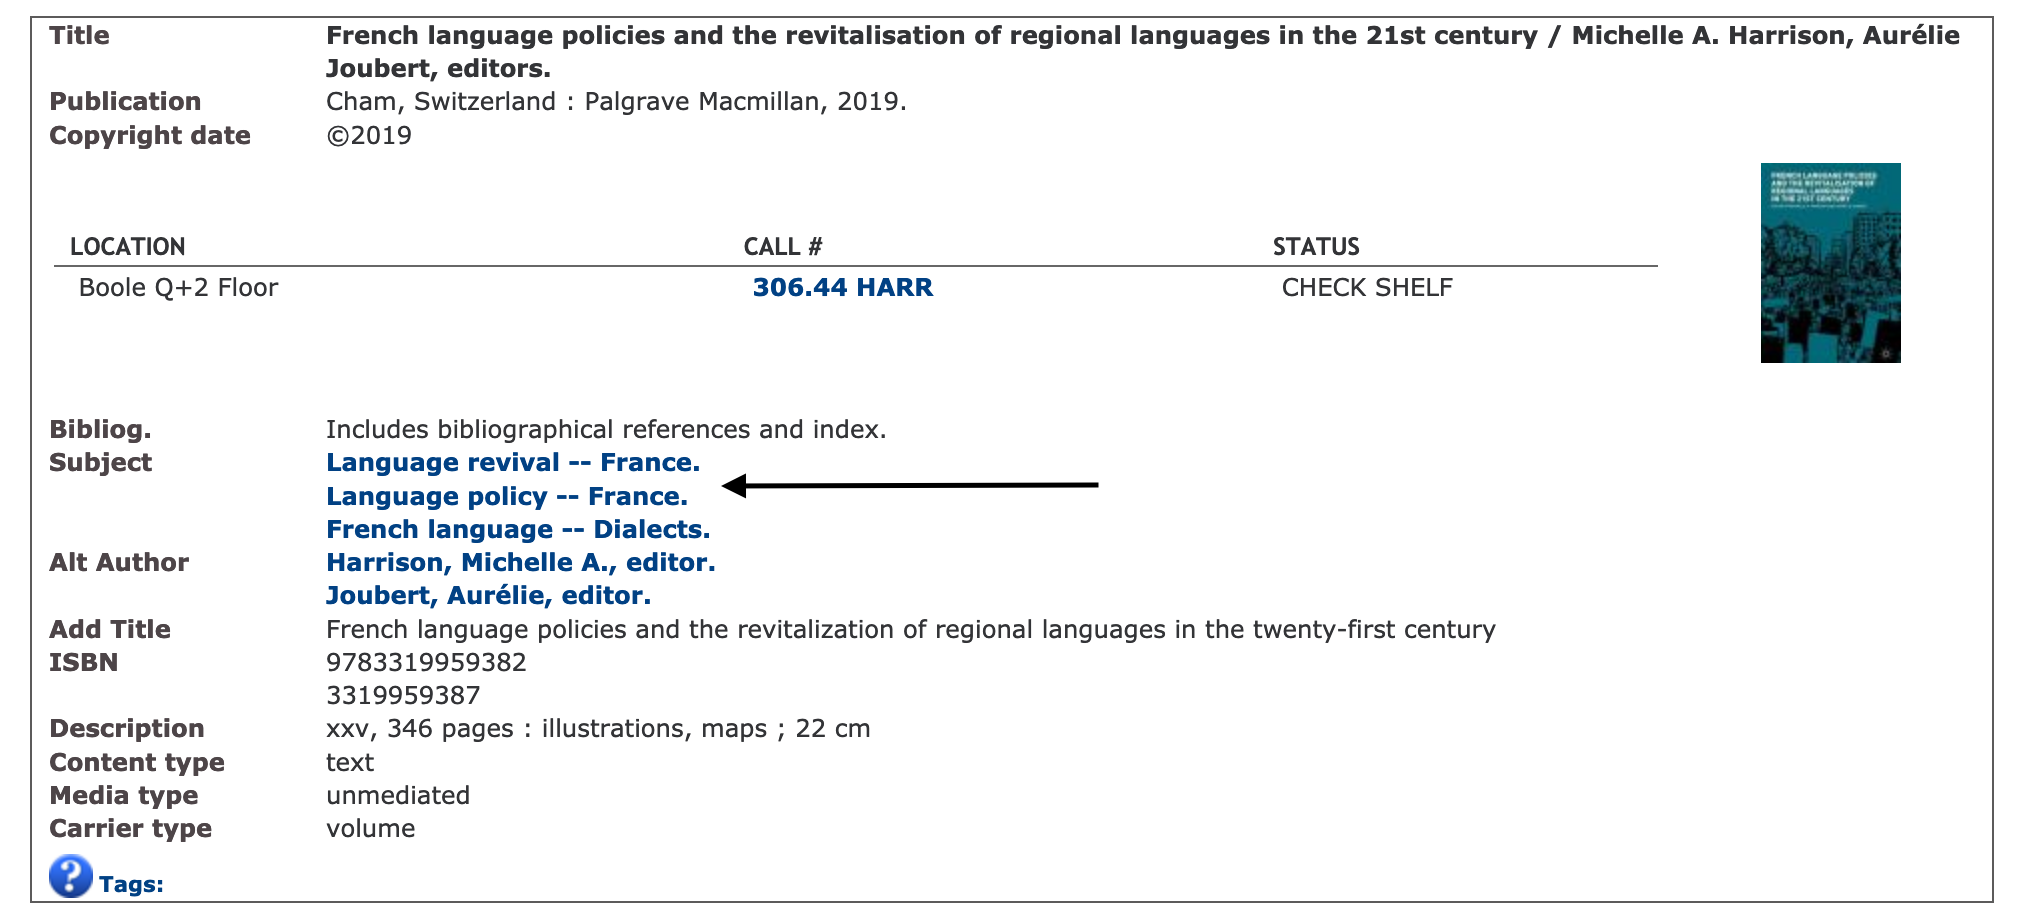 Title French language policies and the revitalisation of regional languages in the 21st century / Michelle A. Harrison, Aurélie
Joubert, editors.
Publication Cham, Switzerland : Palgrave Macmillan, 2019.
Copyright date ©2019
FRENCH LANGUAGE POLICIES
AND THE REVITALISATION OF
REGIONAL LANGUAGES
IN THE 21ST CENTURY
LOCATION CALL # STATUS
Boole Q+2 Floor 306.44 HARR CHECK SHELF
Bibliog. Includes bibliographical references and index.
Subject Language revival -- France.
Language policy -- France.
French language -- Dialects.
Alt Author Harrison, Michelle A., editor.
Joubert, Aurélie, editor.
Add Title French language policies and the revitalization of regional languages in the twenty-first century
ISBN 9783319959382
3319959387
Description xxv, 346 pages : illustrations, maps ; 22 cm
Content type text
Media type unmediated
Carrier type volume
? Tags: